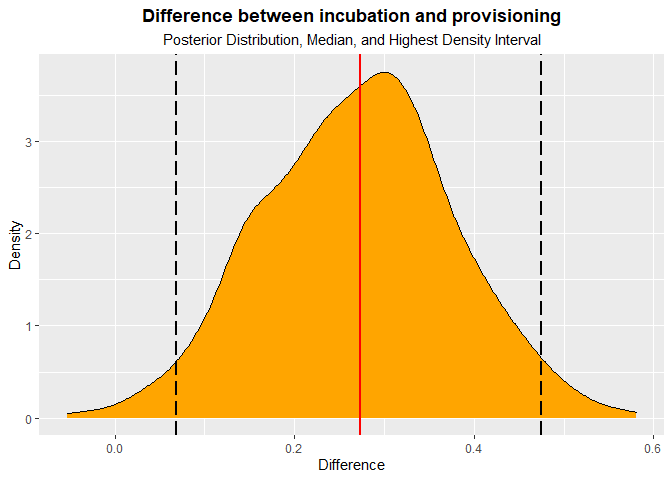 Difference between incubation and provisioning
Posterior Distribution, Median, and Highest Density Interval
Density
3
2
1
0
0.0 0.2 0.4 0.6
Difference